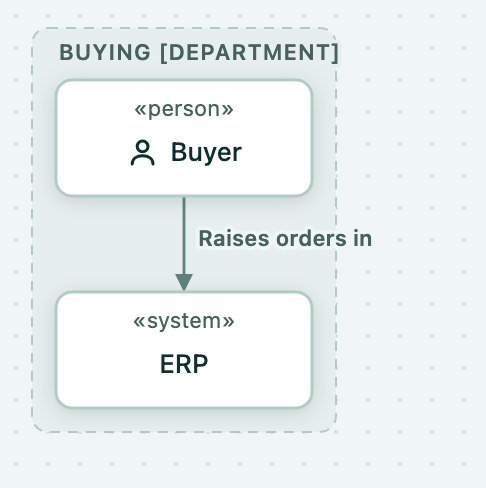 BUYING [DEPARTMENT]
«person»
Buyer
Raises orders in
«system»
ERP